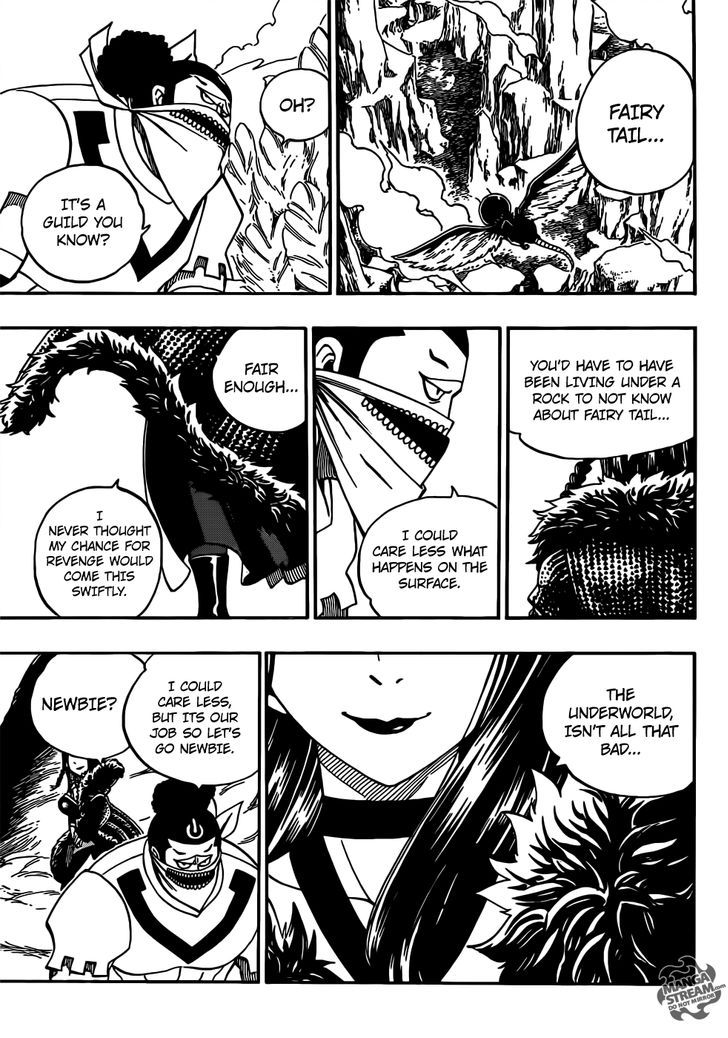 FAIRY
TAIL...
OH?
IT'S A
GUILD YOU
KNOW?
YOU'D HAVE TO HAVE
BEEN LIVING UNDER A
ROCK TO NOT KNOW
ABOUT FAIRY TAIL...
I COULD
CARE LESS WHAT
HAPPENS ON THE
SURFACE.
FAIR
ENOUGH...
I
NEVER THOUGHT
MY CHANCE FOR
REVENGE WOULD
COME THIS
SWIFTLY.
THE
UNDERWORLD,
ISN'T ALL THAT
BAD...
I COULD
CARE LESS,
BUT ITS OUR
JOB SO LET'S
GO NEWBIE.
NEWBIE?
MANGA
STREAM.com
DO NOT MIRROR